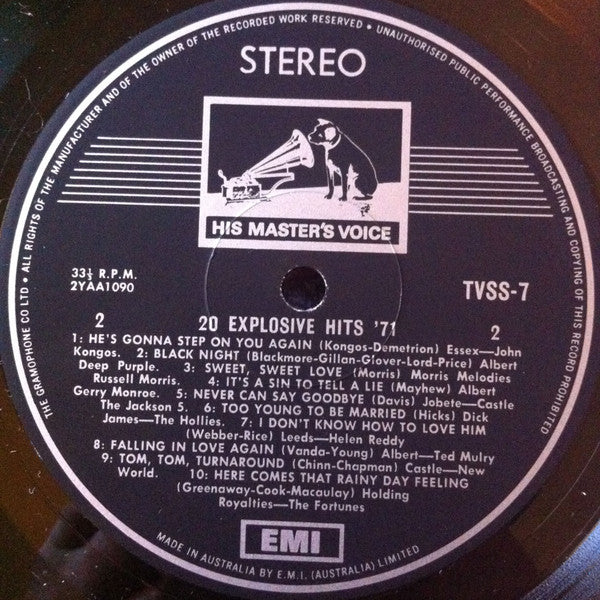 THE GRAMOPHONE CO LTD • ALL RIGHTS OF THE MANUFACTURER AND OF THE OWNER OF THE RECORDED WORK RESERVED • UNAUTHORISED PUBLIC PERFORMANCE BROADCASTING AND COPYING OF THIS RECORD PROHIBITED
STEREO
HIS MASTER'S VOICE
33⅓ R.P.M.
2YAA1090
TVSS-7
2 20 EXPLOSIVE HITS '71 2
1: HE'S GONNA STEP ON YOU AGAIN (Kongos-Demetrion) Essex—John
Kongos. 2: BLACK NIGHT (Blackmore-Gillan-Glover-Lord-Price) Albert
Deep Purple. 3: SWEET, SWEET LOVE (Morris) Morris Melodies
Russell Morris. 4: IT'S A SIN TO TELL A LIE (Mayhew) Albert
Gerry Monroe. 5: NEVER CAN SAY GOODBYE (Davis) Jobete—Castle
The Jackson 5. 6: TOO YOUNG TO BE MARRIED (Hicks) Dick
James—The Hollies. 7: I DON'T KNOW HOW TO LOVE HIM
(Webber-Rice) Leeds—Helen Reddy
8: FALLING IN LOVE AGAIN (Vanda-Young) Albert—Ted Mulry
9: TOM, TOM, TURNAROUND (Chinn-Chapman) Castle—New
World. 10: HERE COMES THAT RAINY DAY FEELING
(Greenaway-Cook-Macaulay) Holding
Royalties—The Fortunes
EMI
MADE IN AUSTRALIA BY E.M.I. (AUSTRALIA) LIMITED